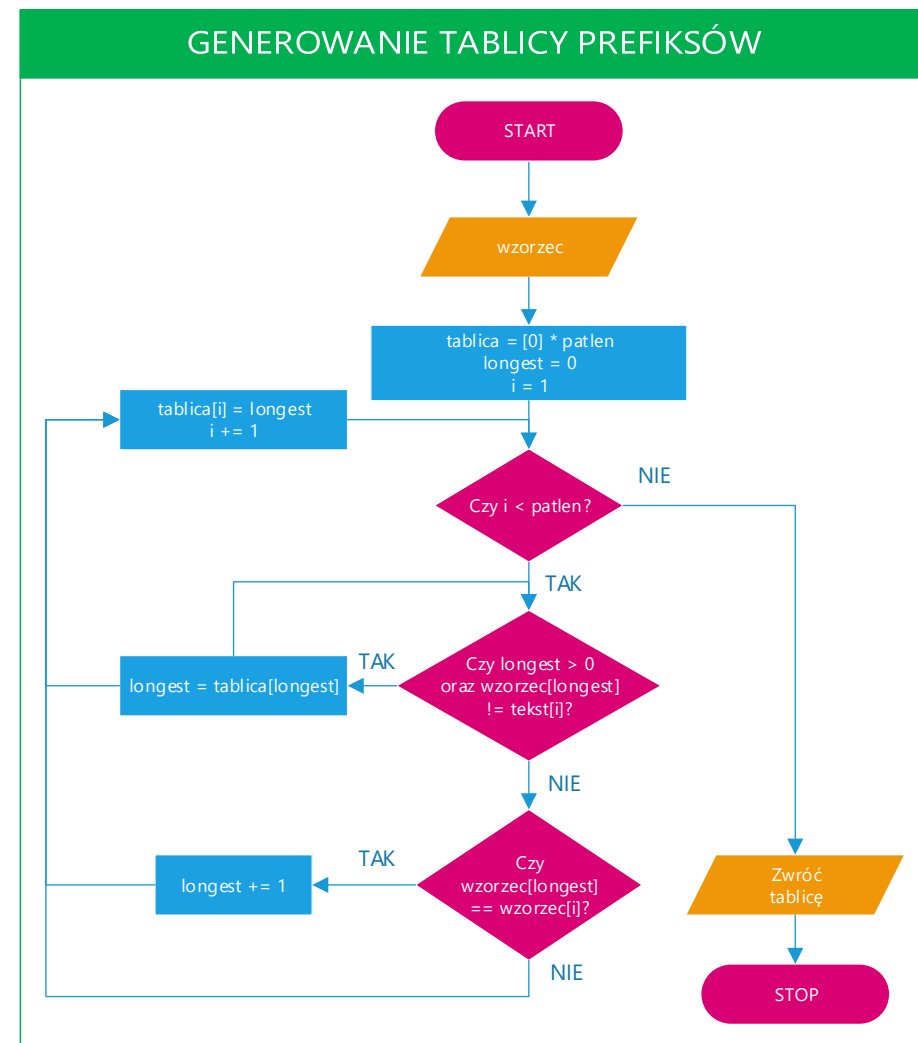 GENEROWANIE TABLICY PREFIKSÓW
START
wzorzec
tablica = [0] * patlen
longest = 0
i = 1
tablica[i] = longest
i += 1
NIE
Czy i < patlen?
TAK
TAK
Czy longest > 0
oraz wzorzec[longest]
!= tekst[i]?
longest = tablica[longest]
NIE
TAK
Czy
wzorzec[longest]
== wzorzec[i]?
longest += 1
Zwróć
tablicę
NIE
STOP